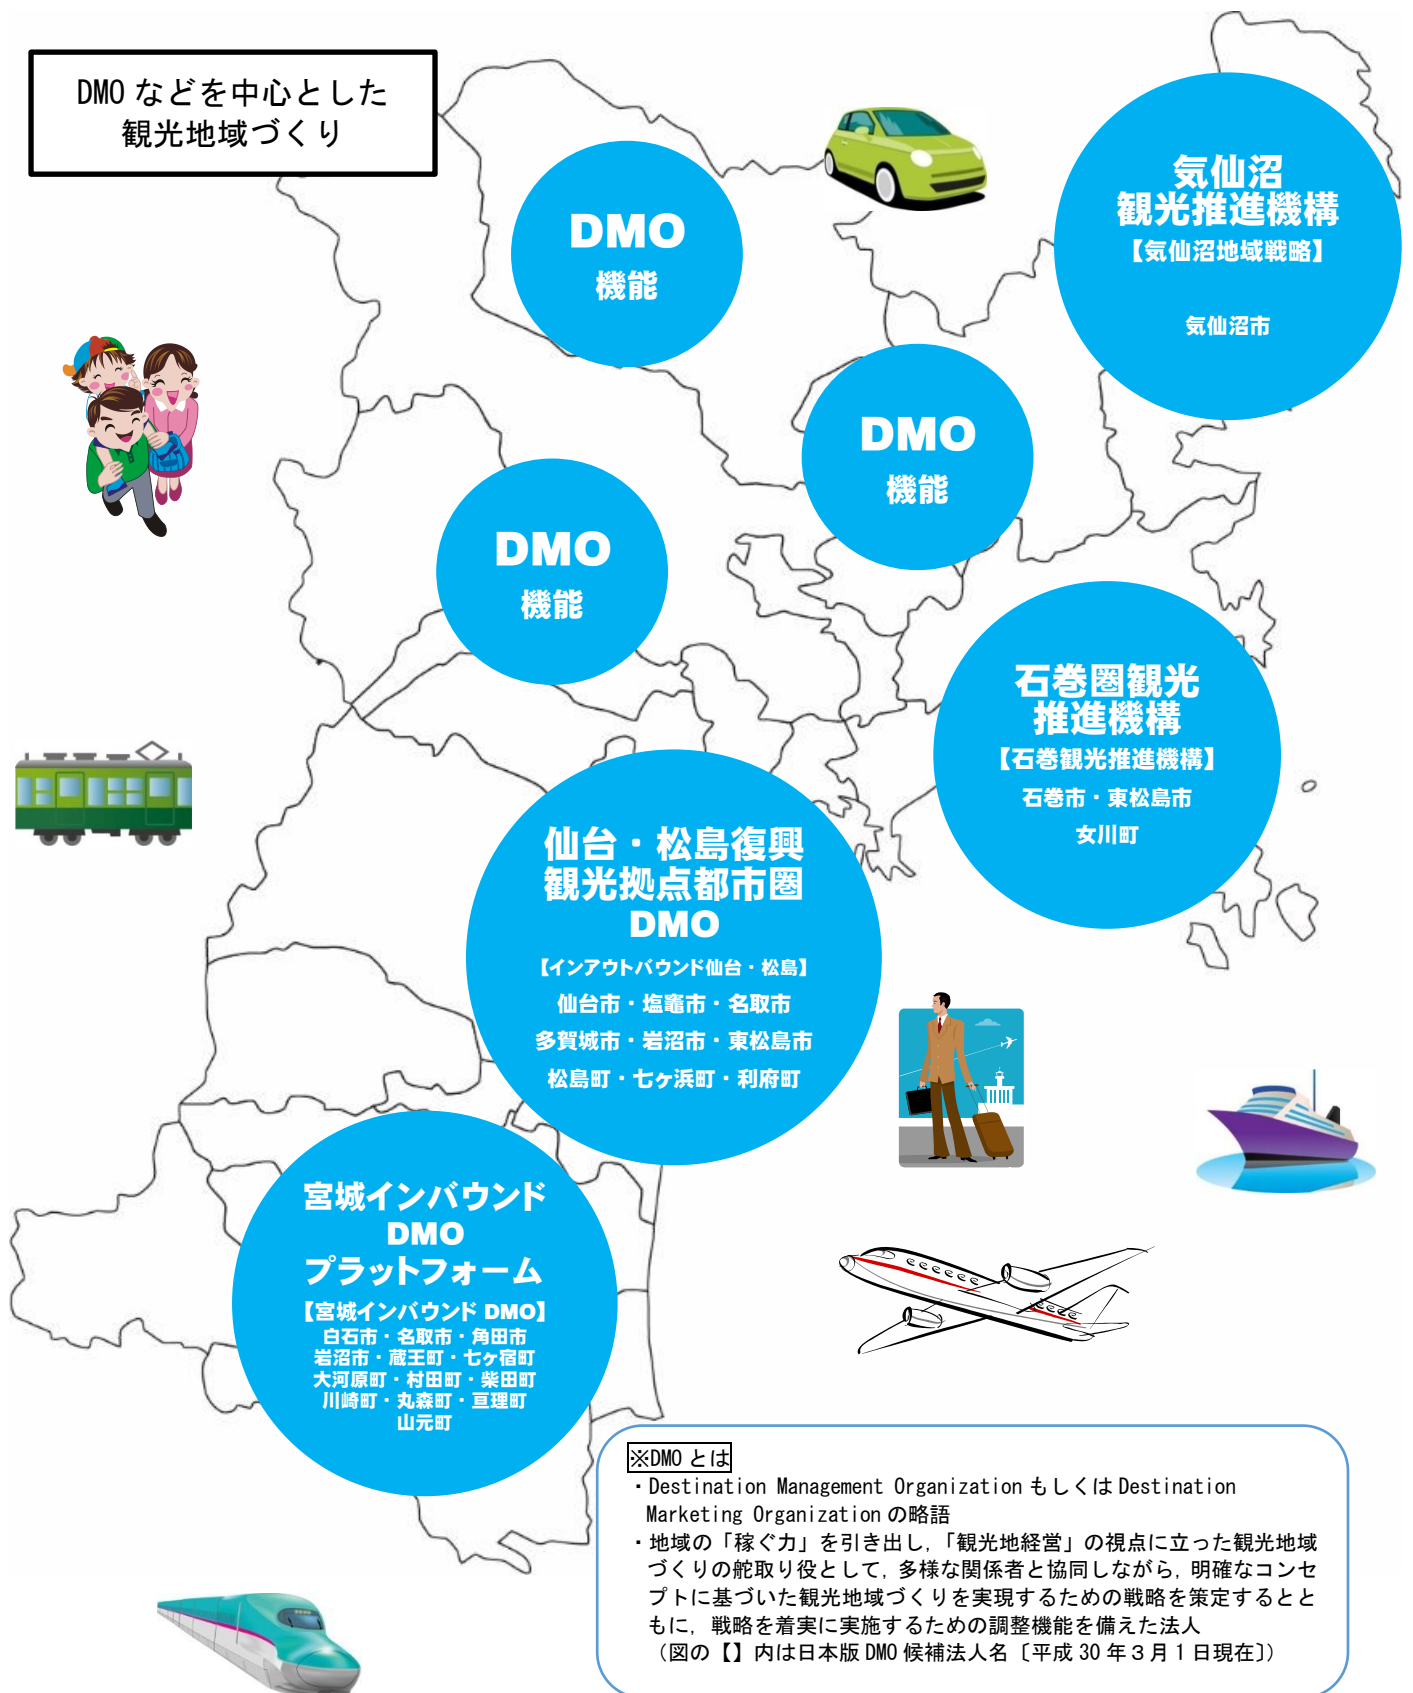 DMO などを中心とした
観光地域づくり
気仙沼
観光推進機構
【気仙沼地域戦略】
気仙沼市
DMO
機能
DMO
機能
DMO
機能
石巻圏観光
推進機構
【石巻観光推進機構】
石巻市・東松島市
女川町
仙台・松島復興
観光拠点都市圏
DMO
【インアウトバウンド仙台・松島】
仙台市・塩竈市・名取市
多賀城市・岩沼市・東松島市
松島町・七ヶ浜町・利府町
宮城インバウンド
DMO
プラットフォーム
【宮城インバウンド DMO】
白石市・名取市・角田市
岩沼市・蔵王町・七ヶ宿町
大河原町・村田町・柴田町
川崎町・丸森町・亘理町
山元町
※DMO とは
・Destination Management Organization もしくは Destination
Marketing Organization の略語
・地域の「稼ぐ力」を引き出し,「観光地経営」の視点に立った観光地域
づくりの舵取り役として,多様な関係者と協同しながら,明確なコンセ
プトに基づいた観光地域づくりを実現するための戦略を策定するとと
もに, 戦略を着実に実施するための調整機能を備えた法人
（図の【】内は日本版 DMO 候補法人名〔平成 30 年３月１日現在〕）